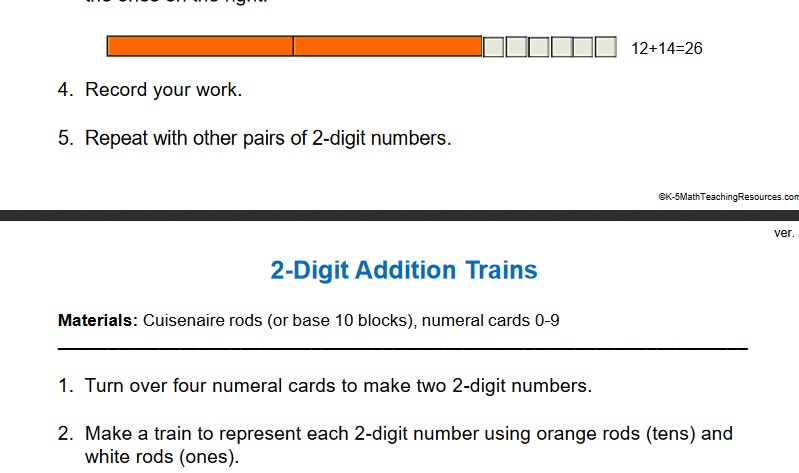 12+14=26
4. Record your work.
5. Repeat with other pairs of 2-digit numbers.
©K-5MathTeachingResources.com
ver.
2-Digit Addition Trains
Materials: Cuisenaire rods (or base 10 blocks), numeral cards 0-9
1. Turn over four numeral cards to make two 2-digit numbers.
2. Make a train to represent each 2-digit number using orange rods (tens) and
white rods (ones).